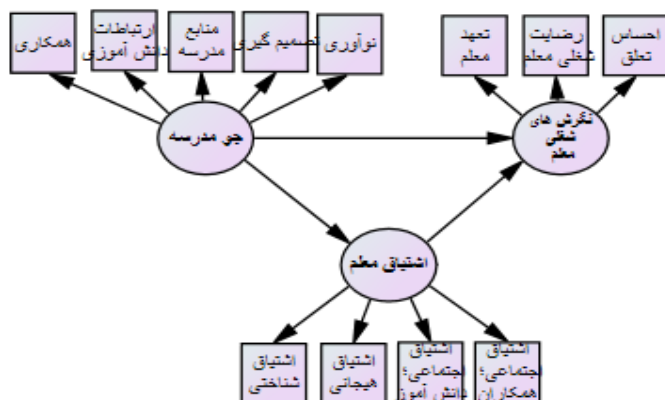 احساس
تعلق
رضایت
شغلی معلم
تعهد
معلم
نوآوری
تصمیم گیری
منابع
مدرسه
ارتباطات
دانش آموزی
همکاری
نگرش های
شغلی
معلم
جو مدرسه
اشتیاق معلم
اشتیاق
اجتماعی؛
همکاران
اشتیاق
اجتماعی؛
دانش آموز
اشتیاق
هیجانی
اشتیاق
شناختی